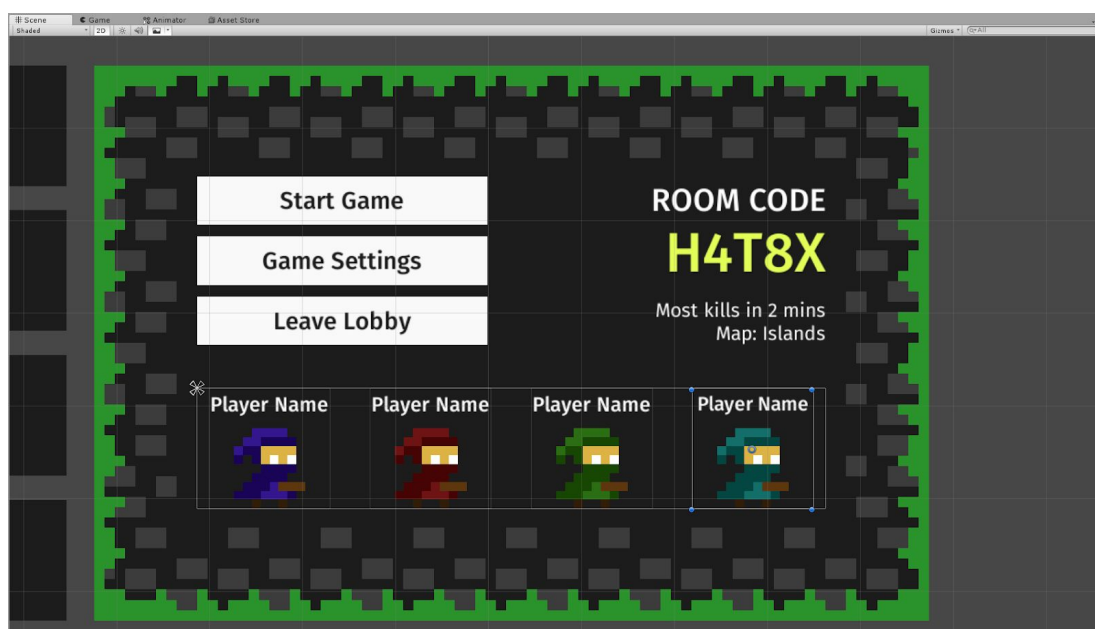 Scene Game Animator Asset Store
Shaded 2D Gizmos All
Start Game
Game Settings
Leave Lobby
ROOM CODE
H4T8X
Most kills in 2 mins
Map: Islands
Player Name Player Name Player Name Player Name